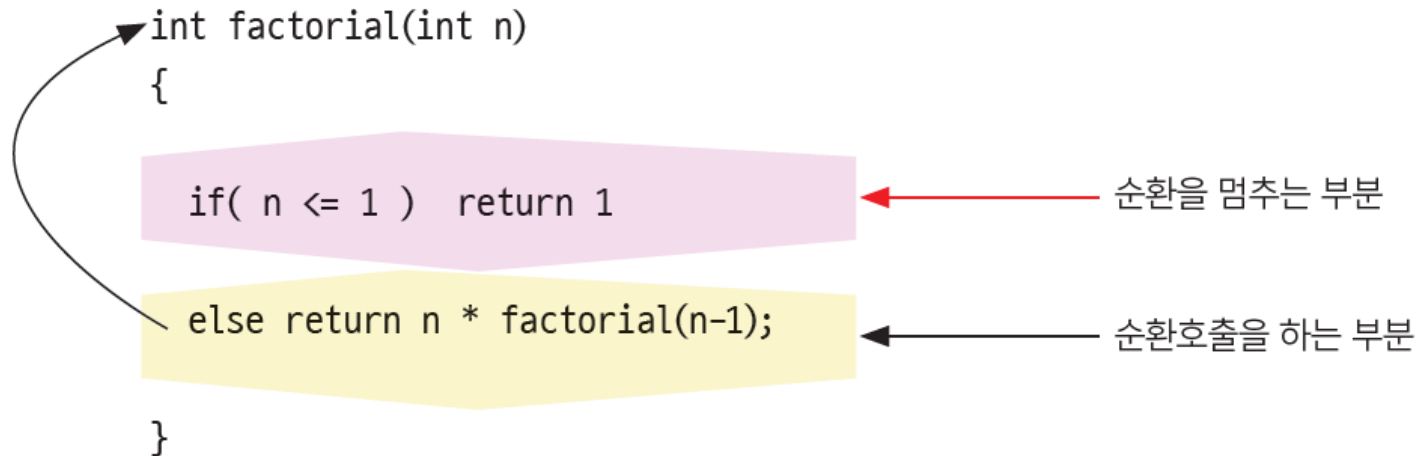 int factorial(int n)
{
if( n <= 1 )  return 1
순환을 멈추는 부분
else return n * factorial(n-1);
순환호출을 하는 부분
}